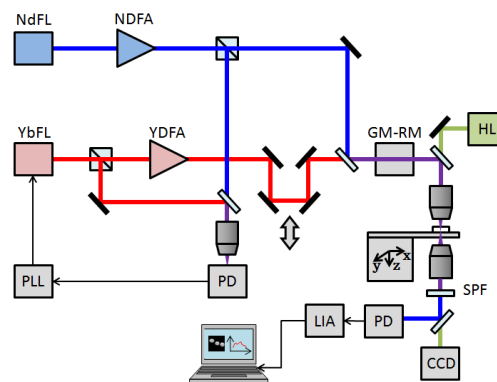 NdFL
NDFA
YbFL
YDFA
GM-RM
HL
x
y
z
PLL
PD
SPF
LIA
PD
CCD